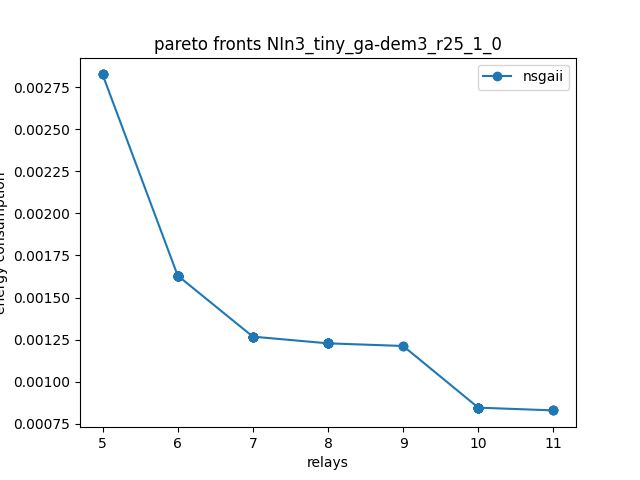 pareto fronts NIn3_tiny_ga-dem3_r25_1_0
nsgaii
0.00275
0.00250
0.00225
0.00200
0.00175
0.00150
0.00125
0.00100
0.00075
energy consumption
5 6 7 8 9 10 11
relays